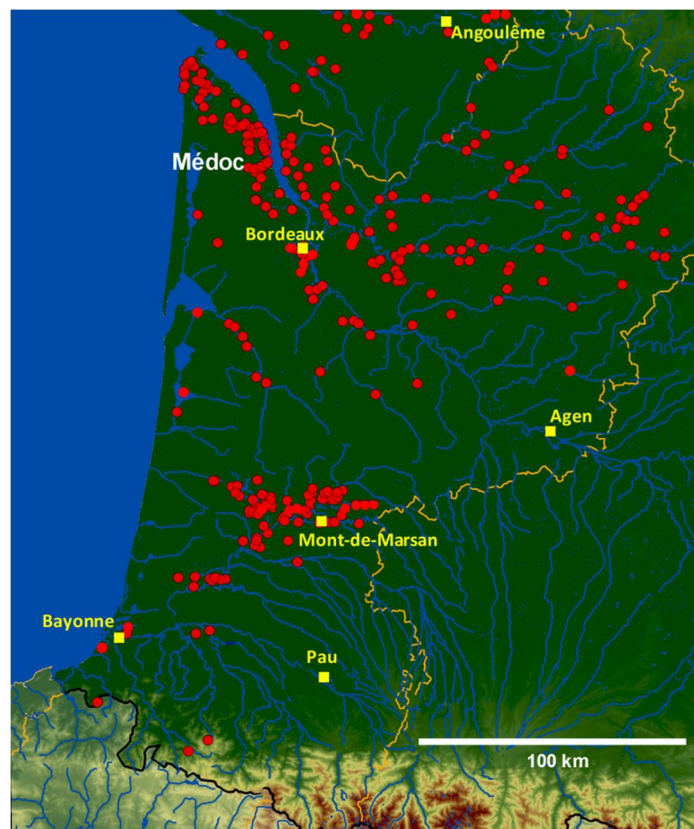 Angoulême
Médoc
Bordeaux
Agen
Mont-de-Marsan
Bayonne
Pau
100 km